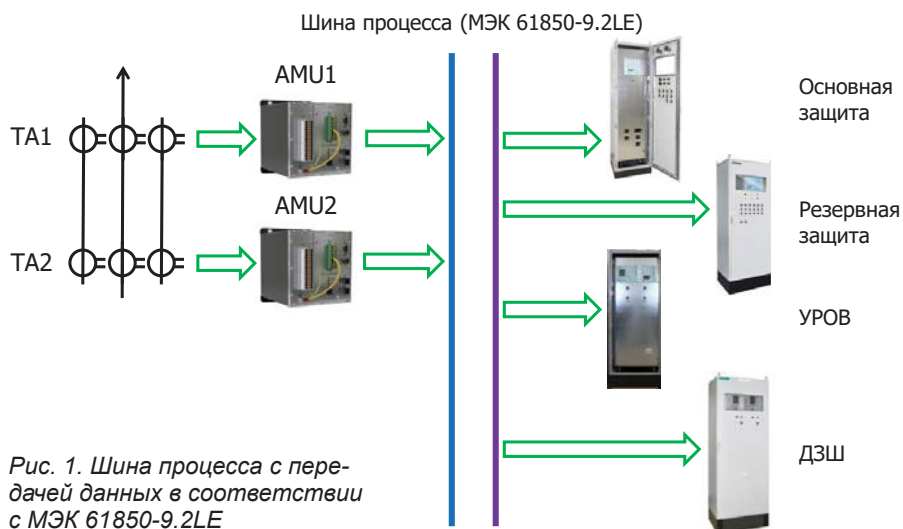 Шина процесса (МЭК 61850-9.2LE)
AMU1
TA1
AMU2
TA2
Основная
защита
Резервная
защита
УРОВ
ДЗШ
Рис. 1. Шина процесса с пере-
дачей данных в соответствии
с МЭК 61850-9.2LE